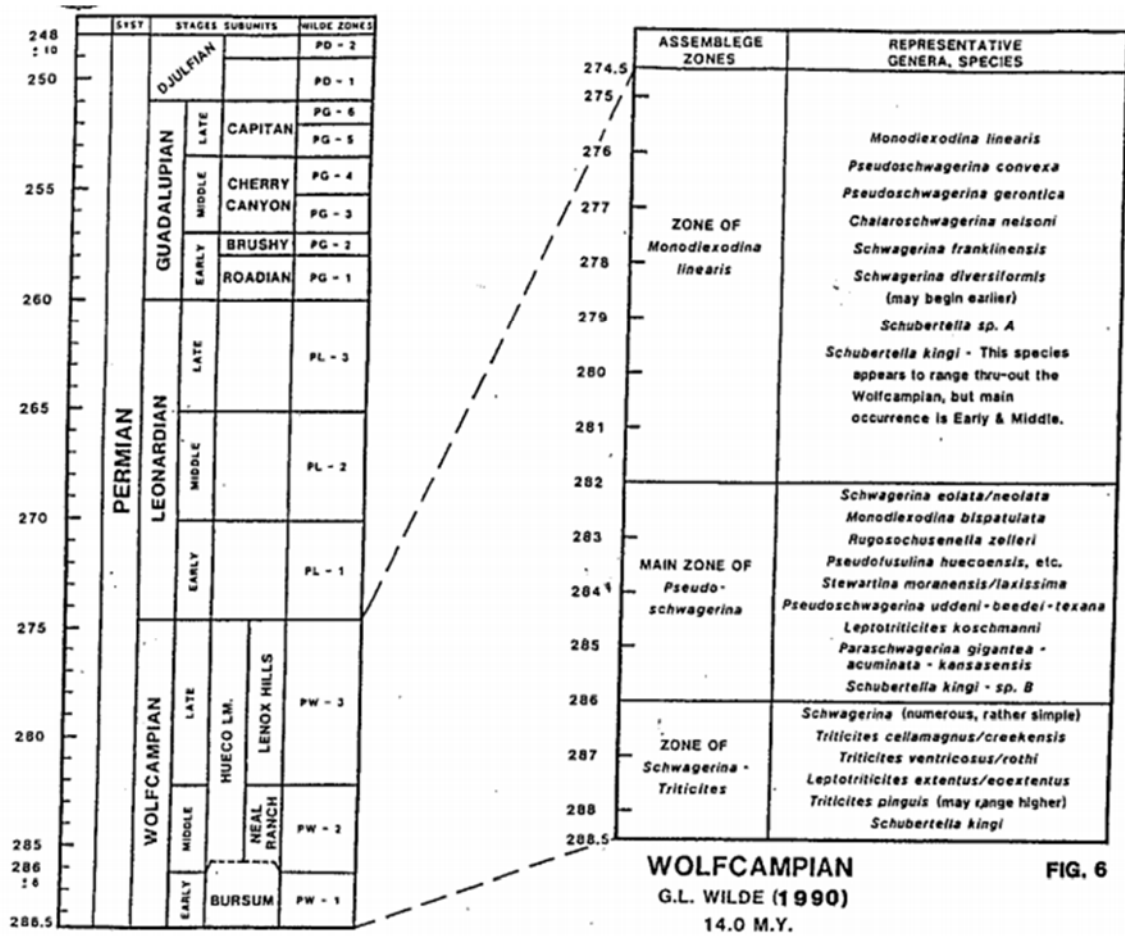 SYST STAGES SUBUNITS WILDE ZONES
248
± 10
250
255
260
265
270
275
280
285
286
± 6
286.5
PERMIAN
DJULFIAN
GUADALUPIAN
LEONARDIAN
WOLFCAMPIAN
LATE
MIDDLE
EARLY
LATE
MIDDLE
EARLY
LATE
MIDDLE
EARLY
CAPITAN
CHERRY
CANYON
BRUSHY
ROADIAN
HUECO LM.
LENOX HILLS
NEAL
RANCH
BURSUM
PD - 2
PD - 1
PG - 6
PG - 5
PG - 4
PG - 3
PG - 2
PG - 1
PL - 3
PL - 2
PL - 1
PW - 3
PW - 2
PW - 1
ASSEMBLEGE
ZONES
REPRESENTATIVE
GENERA, SPECIES
274.5
275
276
277
278
279
280
281
282
283
284
285
286
287
288
288.5
ZONE OF
Monodiexodina
linearis
Monodiexodina linearis
Pseudoschwagerina convexa
Pseudoschwagerina gerontica
Chalaroschwagerina nelsoni
Schwagerina franklinensis
Schwagerina diversiformis
(may begin earlier)
Schubertella sp. A
Schubertella kingi - This species
appears to range thru-out the
Wolfcampian, but main
occurrence is Early & Middle.
MAIN ZONE OF
Pseudo-
schwagerina
Schwagerina eolata/neolata
Monodiexodina bispatulata
Rugosochusenella zelleri
Pseudofusulina huecoensis, etc.
Stewartina moranensis/laxissima
Pseudoschwagerina uddeni-beedei-texana
Leptotriticites koschmanni
Paraschwagerina gigantea -
acuminata - kansasensis
Schubertella kingi - sp. B
ZONE OF
Schwagerina -
Triticites
Schwagerina (numerous, rather simple)
Triticites cellamagnus/creekensis
Triticites ventricosus/rothi
Leptotriticites extentus/eoextentus
Triticites pinguis (may range higher)
Schubertella kingi
WOLFCAMPIAN
G.L. WILDE (1990)
14.0 M.Y.
FIG. 6